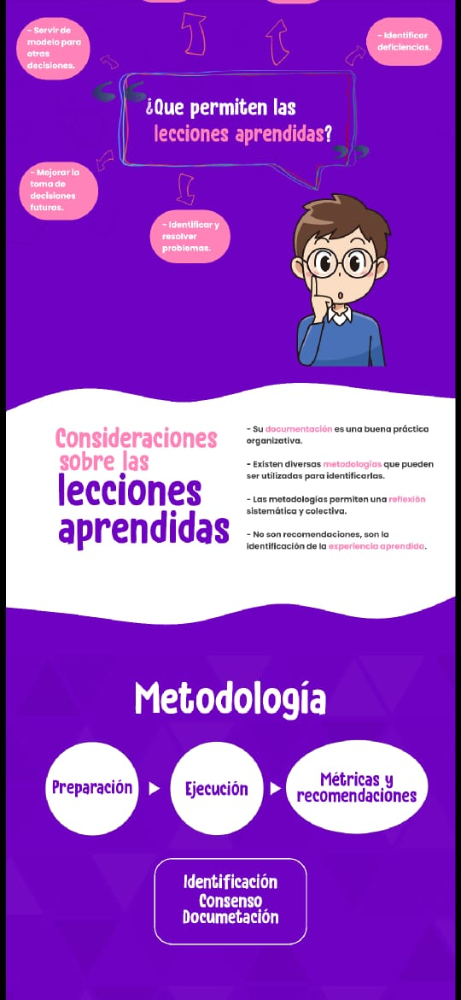 - Servir de
modelo para
otras
decisiones.
- Identificar
deficiencias.
¿Que permiten las
lecciones aprendidas?
- Mejorar la
toma de
decisiones
futuras.
- Identificar y
resolver
problemas.
Consideraciones
sobre las
lecciones
aprendidas
- Su documentación es una buena práctica
organizativa.
- Existen diversas metodologías que pueden
ser utilizadas para identificarlas.
- Las metodologías permiten una reflexión
sistemática y colectiva.
- No son recomendaciones, son la
identificación de la experiencia aprendida.
Metodología
Preparación
Ejecución
Métricas y
recomendaciones
Identificación
Consenso
Documetación